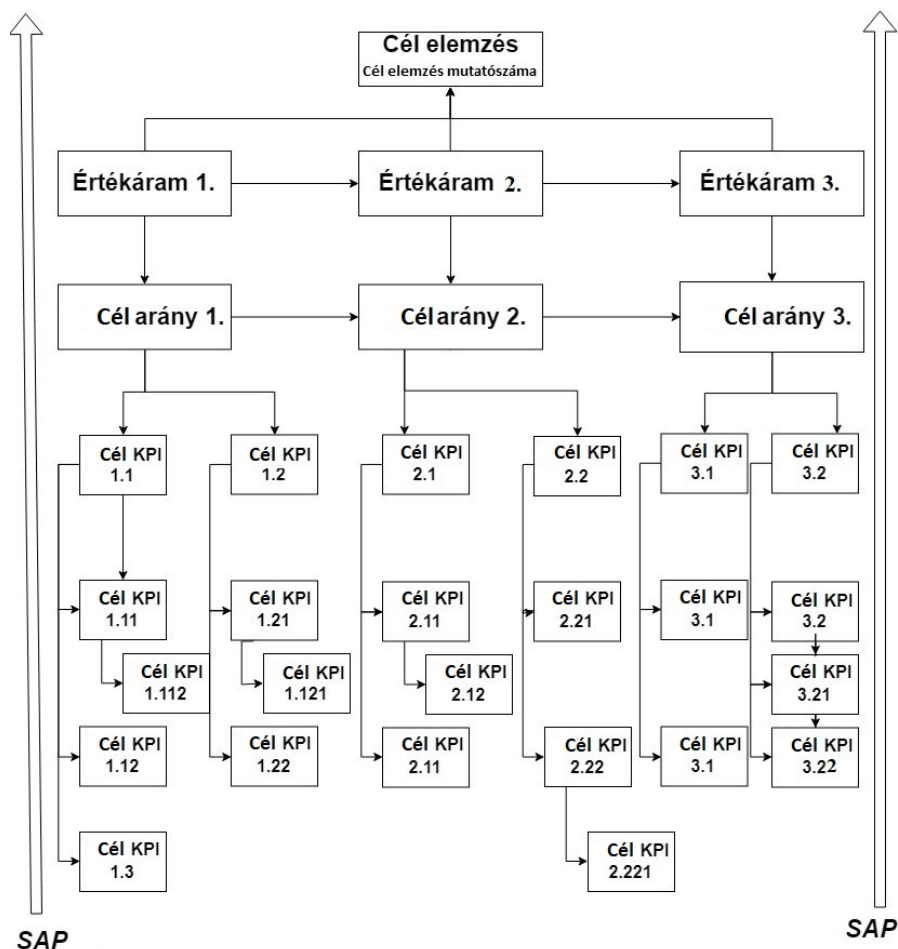 Cél elemzés
Cél elemzés mutatószáma
Értékáram 1.
Értékáram 2.
Értékáram 3.
Cél arány 1.
Cél arány 2.
Cél arány 3.
Cél KPI
1.1
Cél KPI
1.2
Cél KPI
2.1
Cél KPI
2.2
Cél KPI
3.1
Cél KPI
3.2
Cél KPI
1.11
Cél KPI
1.21
Cél KPI
2.11
Cél KPI
2.21
Cél KPI
3.1
Cél KPI
3.2
Cél KPI
1.112
Cél KPI
1.121
Cél KPI
2.12
Cél KPI
3.21
Cél KPI
1.12
Cél KPI
1.22
Cél KPI
2.11
Cél KPI
2.22
Cél KPI
3.1
Cél KPI
3.22
Cél KPI
1.3
Cél KPI
2.221
SAP
SAP